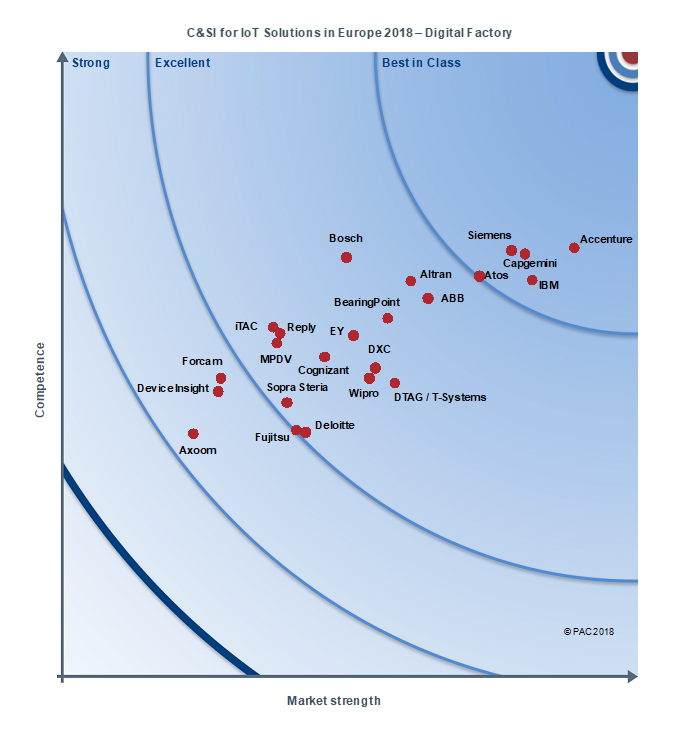 C&SI for IoT Solutions in Europe 2018 – Digital Factory
Strong
Excellent
Best in Class
Bosch
Siemens
Accenture
Capgemini
Altran
Atos
IBM
BearingPoint
ABB
iTAC
Reply
EY
MPDV
DXC
Forcam
Cognizant
DeviceInsight
Sopra Steria
Wipro
DTAG / T-Systems
Fujitsu
Deloitte
Axoom
Competence
© PAC 2018
Market strength